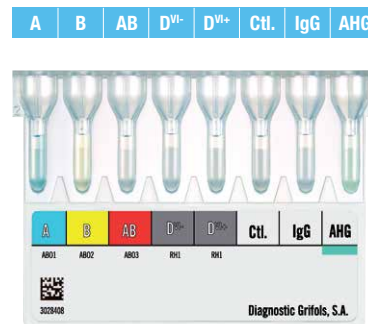 A B AB DVI- DVI+ Ctl. IgG AHG
A B AB DVI- DVI+ Ctl. IgG AHG
ABO1 ABO2 ABO3 RH1 RH1
3028408 Diagnostic Grifols, S.A.